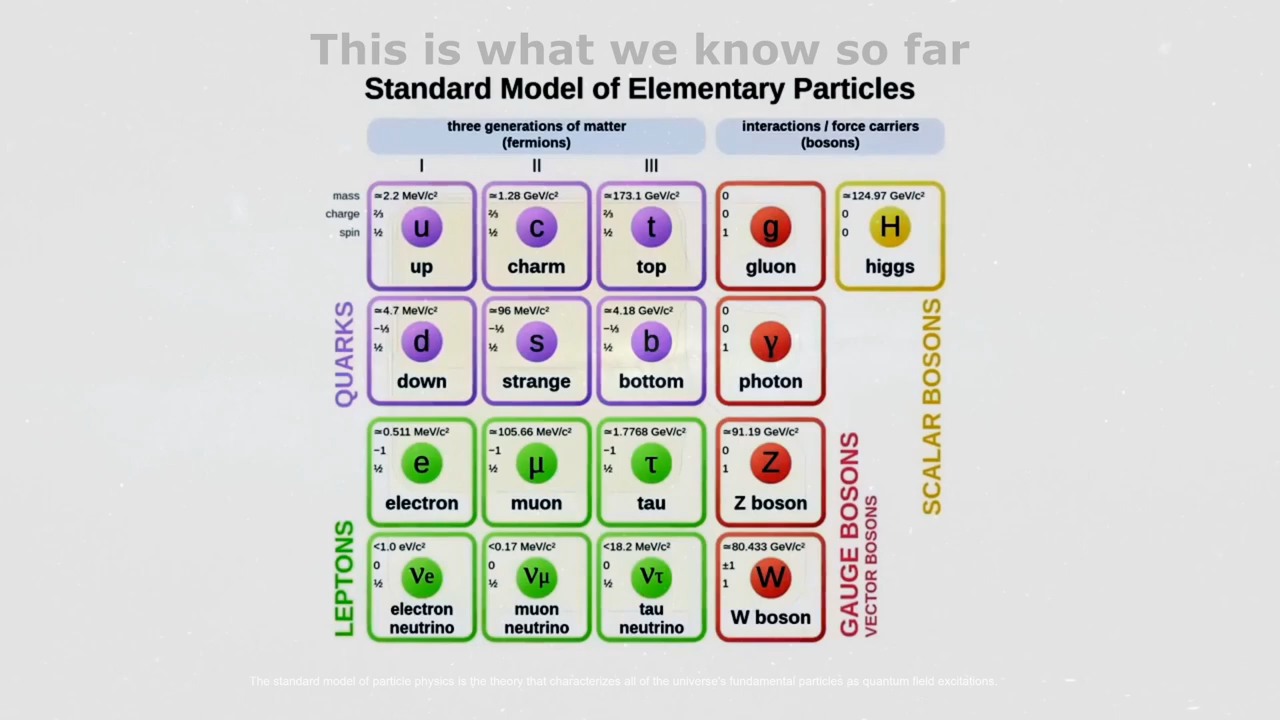 This is what we know so far
Standard Model of Elementary Particles
three generations of matter
(fermions)
interactions / force carriers
(bosons)
I II III
mass
charge
spin
≃2.2 MeV/c²
⅔
½
u
up
≃1.28 GeV/c²
⅔
½
c
charm
≃173.1 GeV/c²
⅔
½
t
top
0
0
1
g
gluon
≃124.97 GeV/c²
0
0
H
higgs
QUARKS
≃4.7 MeV/c²
−⅓
½
d
down
≃96 MeV/c²
−⅓
½
s
strange
≃4.18 GeV/c²
−⅓
½
b
bottom
0
0
1
γ
photon
SCALAR BOSONS
LEPTONS
≃0.511 MeV/c²
−1
½
e
electron
≃105.66 MeV/c²
−1
½
μ
muon
≃1.7768 GeV/c²
−1
½
τ
tau
≃91.19 GeV/c²
0
1
Z
Z boson
GAUGE BOSONS
VECTOR BOSONS
<1.0 eV/c²
0
½
νe
electron
neutrino
<0.17 MeV/c²
0
½
νμ
muon
neutrino
<18.2 MeV/c²
0
½
ντ
tau
neutrino
≃80.433 GeV/c²
±1
1
W
W boson
The standard model of particle physics is the theory that characterizes all of the universe's fundamental particles as quantum field excitations.